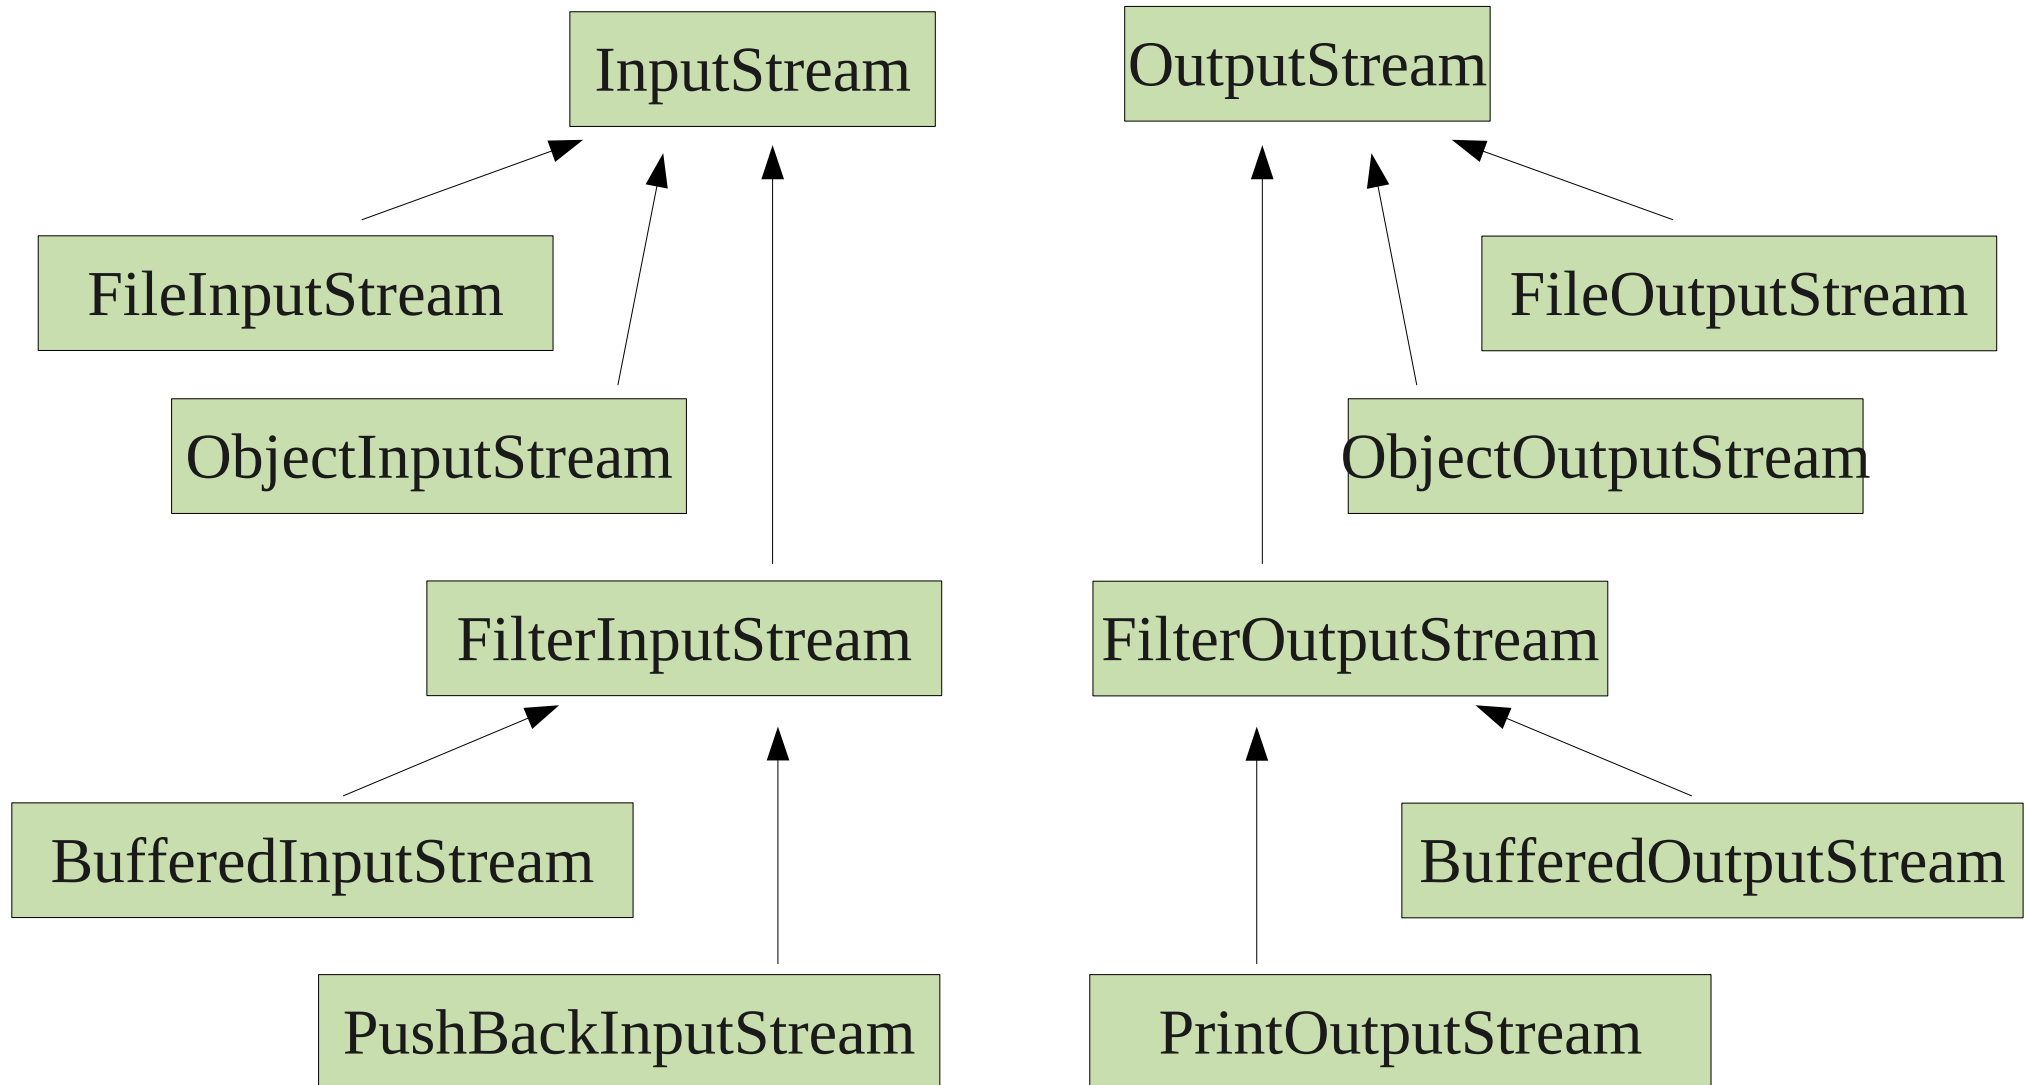 InputStream
OutputStream
FileInputStream
FileOutputStream
ObjectInputStream
ObjectOutputStream
FilterInputStream
FilterOutputStream
BufferedInputStream
BufferedOutputStream
PushBackInputStream
PrintOutputStream